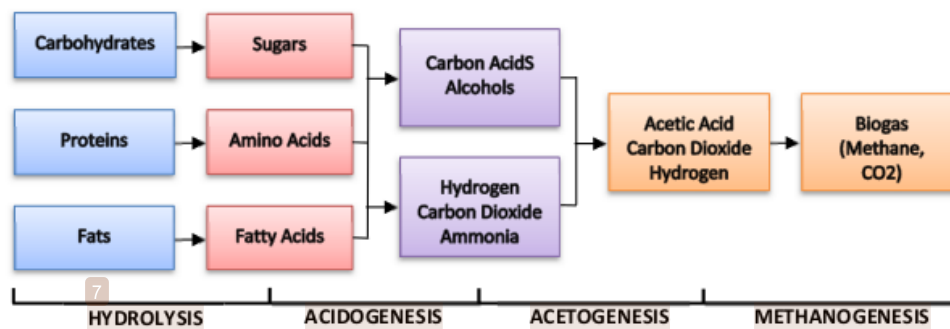 Carbohydrates
Sugars
Proteins
Amino Acids
Fats
Fatty Acids
Carbon AcidS
Alcohols
Hydrogen
Carbon Dioxide
Ammonia
Acetic Acid
Carbon Dioxide
Hydrogen
Biogas
(Methane,
CO2)
7
HYDROLYSIS
ACIDOGENESIS
ACETOGENESIS
METHANOGENESIS